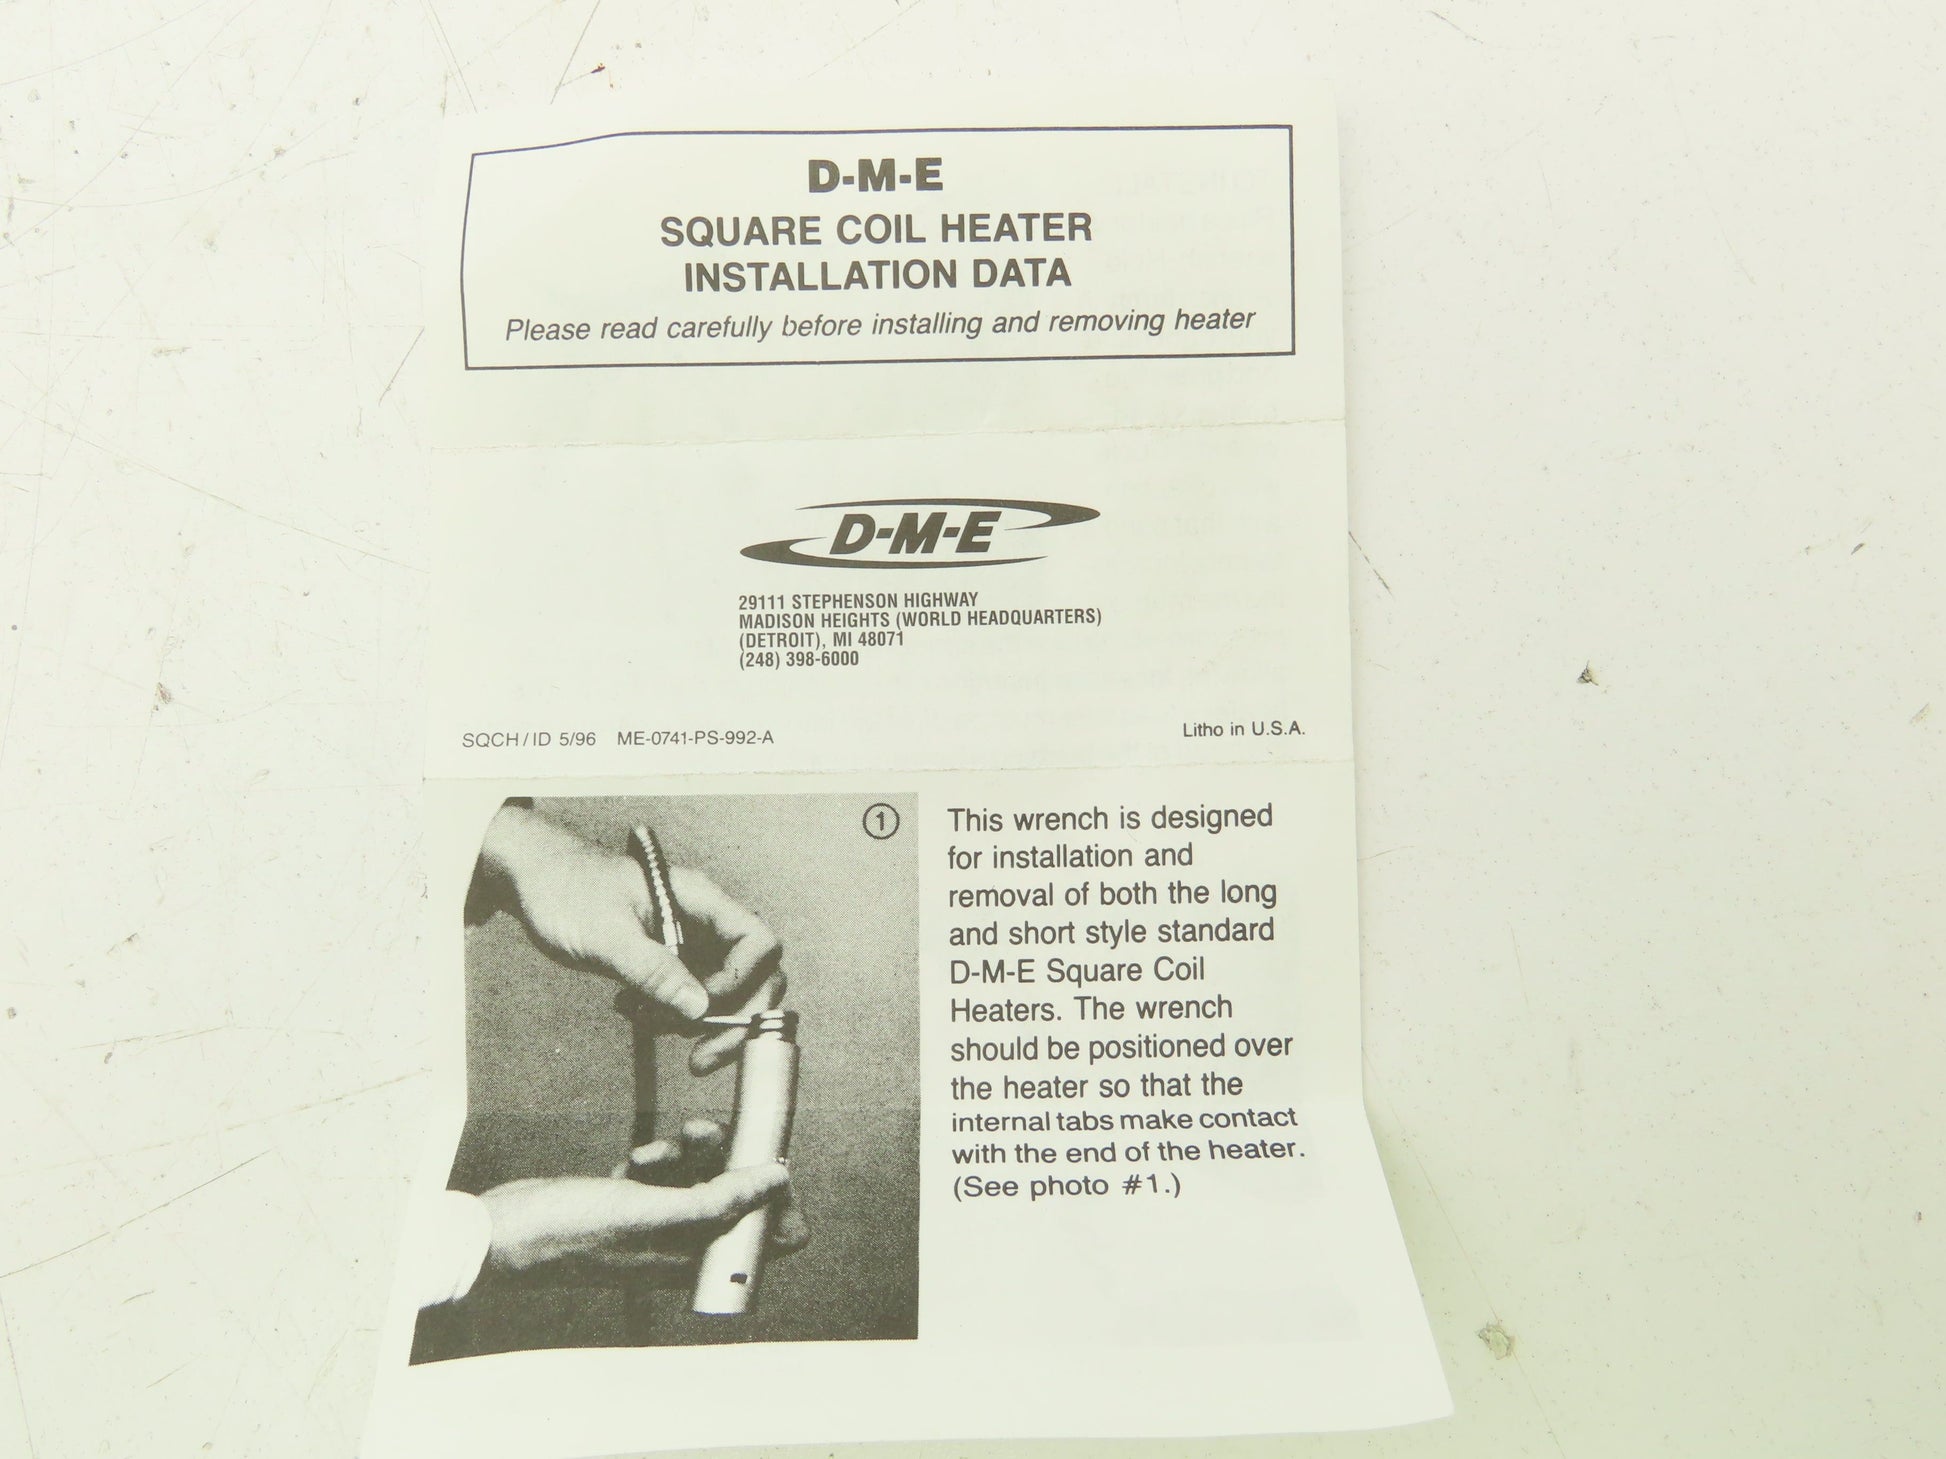 D-M-E
SQUARE COIL HEATER
INSTALLATION DATA
Please read carefully before installing and removing heater
D-M-E
29111 STEPHENSON HIGHWAY
MADISON HEIGHTS (WORLD HEADQUARTERS)
(DETROIT), MI 48071
(248) 398-6000
SQCH/ID 5/96 ME-0741-PS-992-A
Litho in U.S.A.
1
This wrench is designed
for installation and
removal of both the long
and short style standard
D-M-E Square Coil
Heaters. The wrench
should be positioned over
the heater so that the
internal tabs make contact
with the end of the heater.
(See photo #1.)